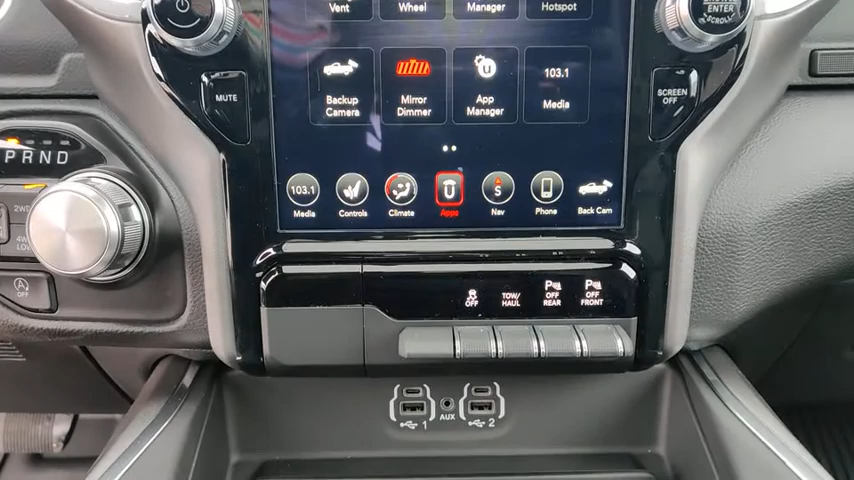 Vent
Wheel
Manager
Hotspot
ENTER
SCROLL
MUTE
Backup
Camera
Mirror
Dimmer
App
Manager
103.1
Media
SCREEN
OFF
PRND
2WD
4WD
LOW
OFF
103.1
Media
Controls
Climate
Apps
S
Nav
Phone
Back Cam
OFF
TOW/
HAUL
P
OFF
REAR
P
OFF
FRONT
1
AUX
2